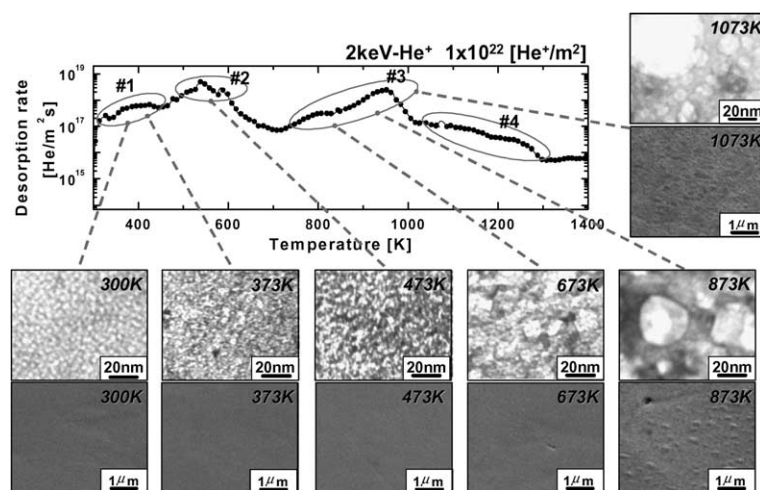 2keV-He⁺ 1x10²² [He⁺/m²]
Desorption rate
[He/m² s]
10¹⁹
10¹⁷
10¹⁵
#1
#2
#3
#4
400 600 800 1000 1200 1400
Temperature [K]
1073K
20nm
1073K
1μm
300K 373K 473K 673K 873K
20nm 20nm 20nm 20nm 20nm
300K 373K 473K 673K 873K
1μm 1μm 1μm 1μm 1μm